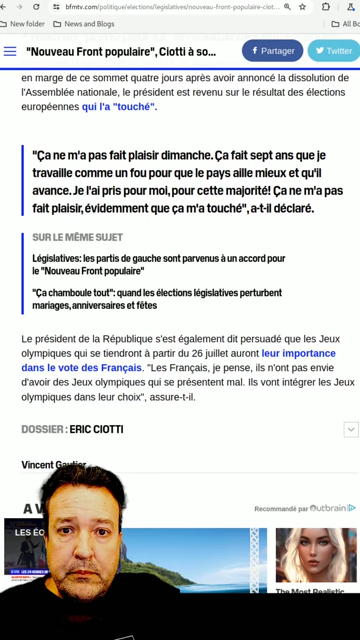 bfmtv.com/politique/elections/legislatives/nouveau-front-populaire-ciot...
New folder
News and Blogs
All Bo
"Nouveau Front populaire", Ciotti à so...
Partager
Twitter
en marge de ce sommet quatre jours après avoir annoncé la dissolution de
l'Assemblée nationale, le président est revenu sur le résultat des élections
européennes qui l'a "touché".
"Ça ne m'a pas fait plaisir dimanche. Ça fait sept ans que je
travaille comme un fou pour que le pays aille mieux et qu'il
avance. Je l'ai pris pour moi, pour cette majorité! Ça ne m'a pas
fait plaisir, évidemment que ça m'a touché", a-t-il déclaré.
SUR LE MÊME SUJET
Législatives: les partis de gauche sont parvenus à un accord pour
le "Nouveau Front populaire"
"Ça chamboule tout": quand les élections législatives perturbent
mariages, anniversaires et fêtes
Le président de la République s'est également dit persuadé que les Jeux
olympiques qui se tiendront à partir du 26 juillet auront leur importance
dans le vote des Français. "Les Français, je pense, ils n'ont pas envie
d'avoir des Jeux olympiques qui se présentent mal. Ils vont intégrer les Jeux
olympiques dans leur choix", assure-t-il.
DOSSIER : ERIC CIOTTI
Vincent Gautier
A V
Recommandé par Outbrain
LES ÉC
The Most Realistic